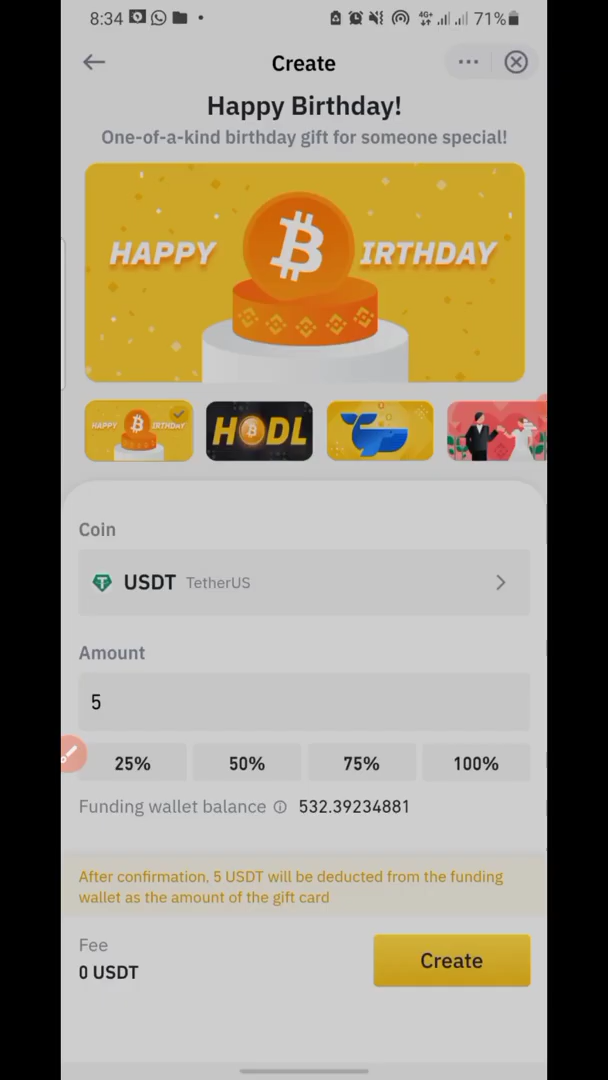 8:34
4G+
71%
Create
Happy Birthday!
One-of-a-kind birthday gift for someone special!
HAPPY BIRTHDAY
HAPPY BIRTHDAY
HODL
Coin
USDT TetherUS
Amount
5
25% 50% 75% 100%
Funding wallet balance 532.39234881
After confirmation, 5 USDT will be deducted from the funding
wallet as the amount of the gift card
Fee
0 USDT
Create